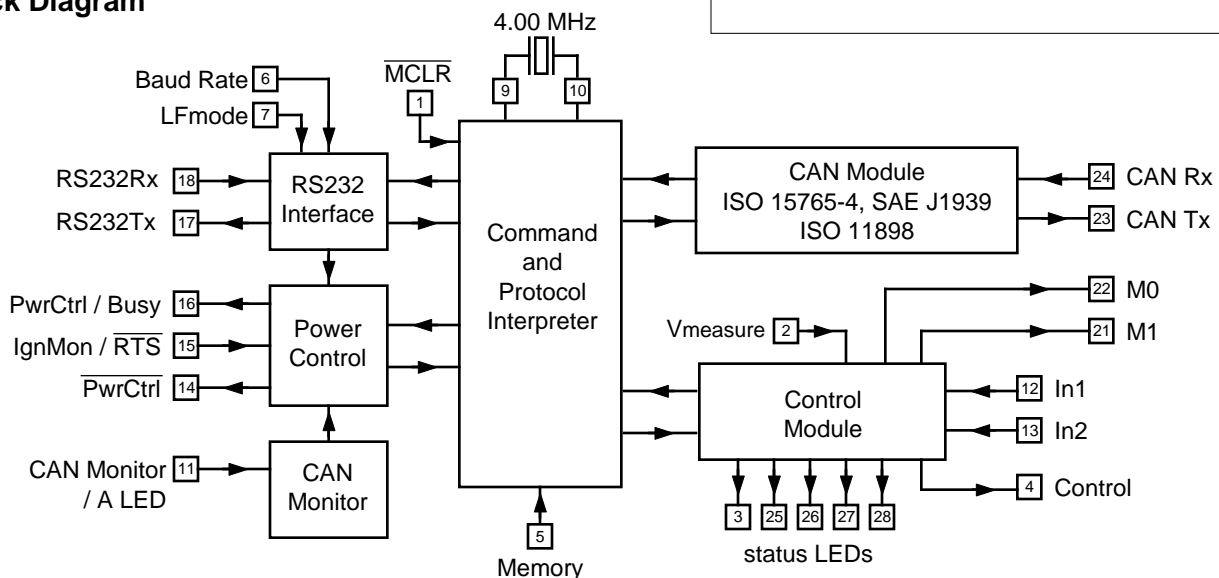 ck Diagram
4.00 MHz
Baud Rate 6
LFmode 7
MCLR
1
9 10
RS232Rx 18
RS232Tx 17
RS232
Interface
Command
and
Protocol
Interpreter
CAN Module
ISO 15765-4, SAE J1939
ISO 11898
24 CAN Rx
23 CAN Tx
PwrCtrl / Busy 16
IgnMon / RTS 15
PwrCtrl 14
Power
Control
22 M0
21 M1
Vmeasure 2
Control
Module
12 In1
13 In2
4 Control
CAN Monitor
/ A LED
11
CAN
Monitor
3 25 26 27 28
status LEDs
5
Memory